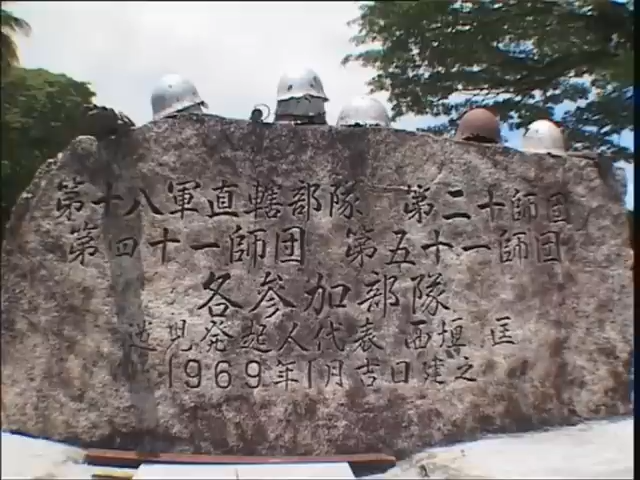 第十八軍直轄部隊 第二十師団
第四十一師団 第五十一師団
各参加部隊
発起人代表 西垣 匡
1969年1月吉日建之